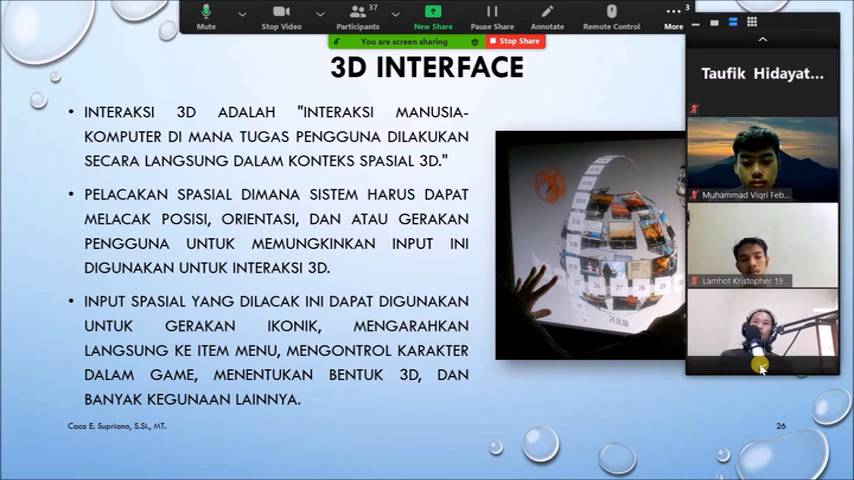 37
Mute
Stop Video
Participants
New Share
Pause Share
Annotate
Remote Control
More
You are screen sharing
Stop Share
3D INTERFACE
Taufik Hidayat...
• INTERAKSI 3D ADALAH "INTERAKSI MANUSIA-
KOMPUTER DI MANA TUGAS PENGGUNA DILAKUKAN
SECARA LANGSUNG DALAM KONTEKS SPASIAL 3D."
• PELACAKAN SPASIAL DIMANA SISTEM HARUS DAPAT
MELACAK POSISI, ORIENTASI, DAN ATAU GERAKAN
PENGGUNA UNTUK MEMUNGKINKAN INPUT INI
DIGUNAKAN UNTUK INTERAKSI 3D.
• INPUT SPASIAL YANG DILACAK INI DAPAT DIGUNAKAN
UNTUK GERAKAN IKONIK, MENGARAHKAN
LANGSUNG KE ITEM MENU, MENGONTROL KARAKTER
DALAM GAME, MENENTUKAN BENTUK 3D, DAN
BANYAK KEGUNAAN LAINNYA.
Muhammad Viqri Feb...
Lamhot Kristopher 19...
Caca E. Supriana, S.Si., MT.
26